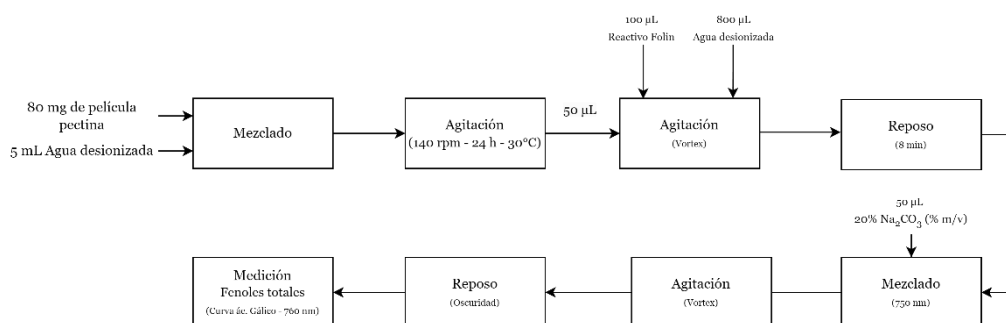 100 µL
Reactivo Folin
800 µL
Agua desionizada
80 mg de película
pectina
5 mL Agua desionizada
Mezclado
Agitación
(140 rpm - 24 h - 30°C)
50 µL
Agitación
(Vortex)
Reposo
(8 min)
50 µL
20% Na₂CO₃ (% m/v)
Mezclado
(750 nm)
Agitación
(Vortex)
Reposo
(Oscuridad)
Medición
Fenoles totales
(Curva ác. Gálico - 760 nm)